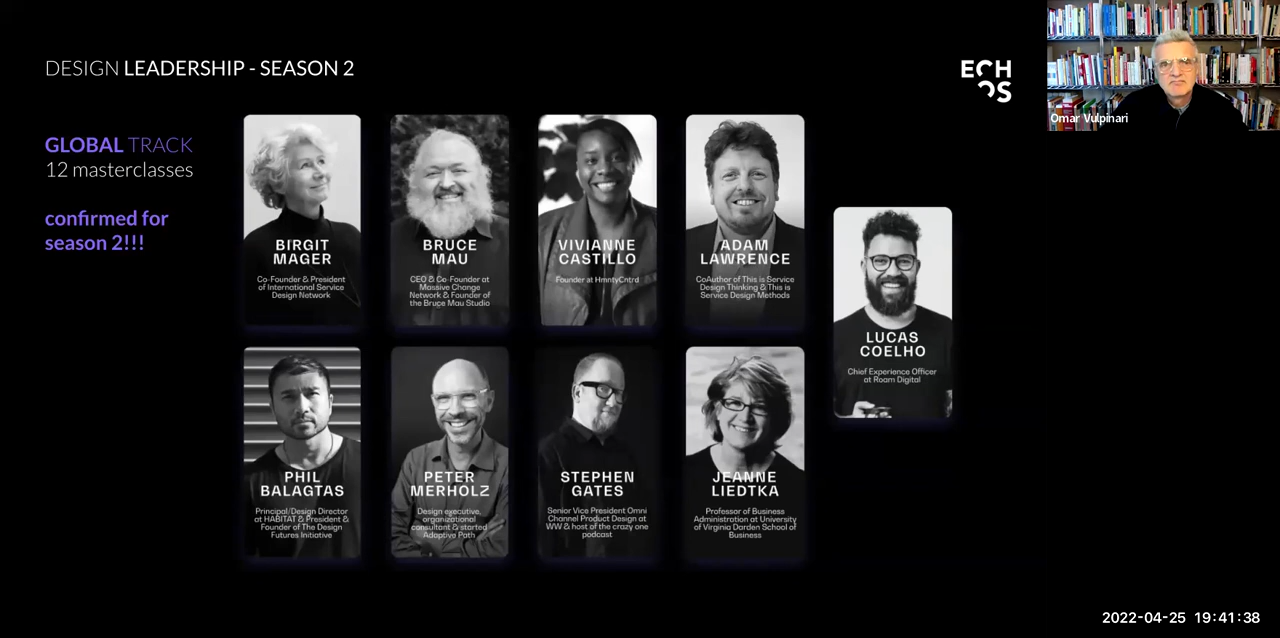 DESIGN LEADERSHIP - SEASON 2
ECH
OS
Omar Vulpinari
GLOBAL TRACK
12 masterclasses
confirmed for
season 2!!!
BIRGIT
MAGER
Co-Founder & President
of International Service
Design Network
BRUCE
MAU
CEO & Co-Founder at
Massive Change
Network & Founder of
the Bruce Mau Studio
VIVIANNE
CASTILLO
Founder at HmntyCntrd
ADAM
LAWRENCE
CoAuthor of This is Service
Design Thinking & This is
Service Design Methods
LUCAS
COELHO
Chief Experience Officer
at Roam Digital
PHIL
BALAGTAS
Principal/Design Director
at HABITAT & President &
Founder of The Design
Futures Initiative
PETER
MERHOLZ
Design executive,
organizational
consultant & started
Adaptive Path
STEPHEN
GATES
Senior Vice President Omni
Channel Product Design at
WW & host of the crazy one
podcast
JEANNE
LIEDTKA
Professor of Business
Administration at University
of Virginia Darden School of
Business
2022-04-25 19:41:38